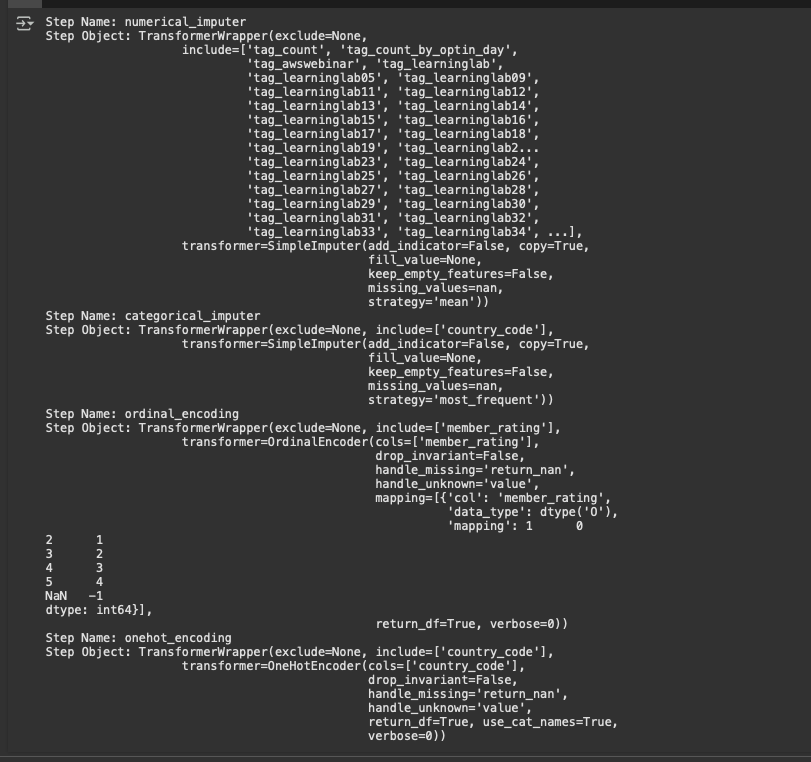 Step Name: numerical_imputer
Step Object: TransformerWrapper(exclude=None,
include=['tag_count', 'tag_count_by_optin_day',
'tag_awswebinar', 'tag_learninglab',
'tag_learninglab05', 'tag_learninglab09',
'tag_learninglab11', 'tag_learninglab12',
'tag_learninglab13', 'tag_learninglab14',
'tag_learninglab15', 'tag_learninglab16',
'tag_learninglab17', 'tag_learninglab18',
'tag_learninglab19', 'tag_learninglab2...
'tag_learninglab23', 'tag_learninglab24',
'tag_learninglab25', 'tag_learninglab26',
'tag_learninglab27', 'tag_learninglab28',
'tag_learninglab29', 'tag_learninglab30',
'tag_learninglab31', 'tag_learninglab32',
'tag_learninglab33', 'tag_learninglab34', ...],
transformer=SimpleImputer(add_indicator=False, copy=True,
fill_value=None,
keep_empty_features=False,
missing_values=nan,
strategy='mean'))
Step Name: categorical_imputer
Step Object: TransformerWrapper(exclude=None, include=['country_code'],
transformer=SimpleImputer(add_indicator=False, copy=True,
fill_value=None,
keep_empty_features=False,
missing_values=nan,
strategy='most_frequent'))
Step Name: ordinal_encoding
Step Object: TransformerWrapper(exclude=None, include=['member_rating'],
transformer=OrdinalEncoder(cols=['member_rating'],
drop_invariant=False,
handle_missing='return_nan',
handle_unknown='value',
mapping=[{'col': 'member_rating',
'data_type': dtype('O'),
'mapping': 1      0
2      1
3      2
4      3
5      4
NaN   -1
dtype: int64}],
return_df=True, verbose=0))
Step Name: onehot_encoding
Step Object: TransformerWrapper(exclude=None, include=['country_code'],
transformer=OneHotEncoder(cols=['country_code'],
drop_invariant=False,
handle_missing='return_nan',
handle_unknown='value',
return_df=True, use_cat_names=True,
verbose=0))